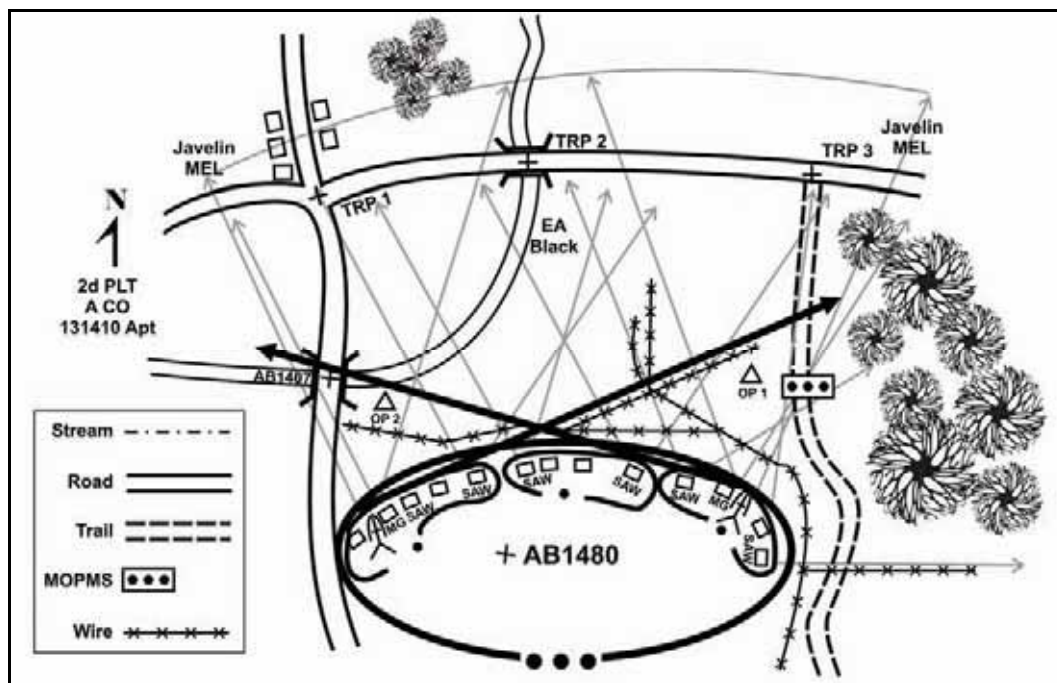 Javelin
MEL
TRP 1
TRP 2
TRP 3
Javelin
MEL
N
2d PLT
A CO
131410 Apt
EA
Black
AB1407
OP 2
OP 1
MG
SAW
SAW
SAW
SAW
SAW
MG
SAW
AB1480
Stream
Road
Trail
MOPMS
Wire